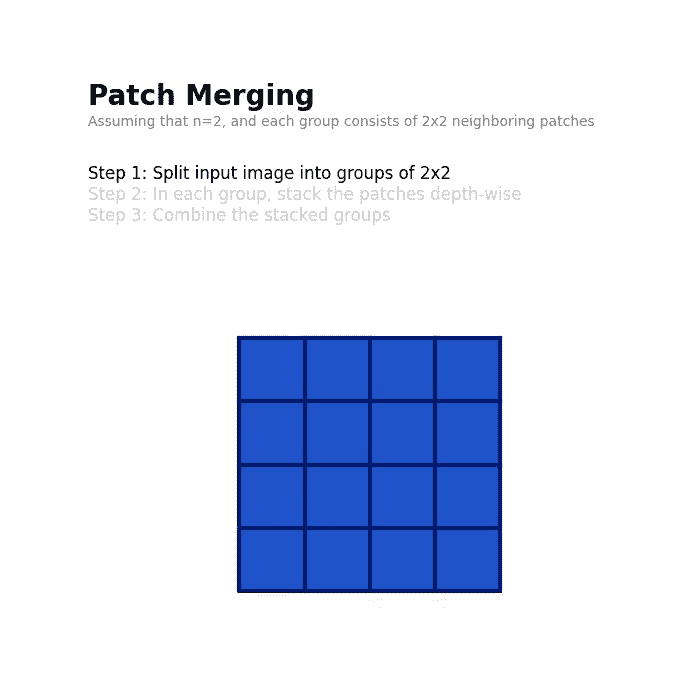 Patch Merging
Assuming that n=2, and each group consists of 2x2 neighboring patches
Step 1: Split input image into groups of 2x2
Step 2: In each group, stack the patches depth-wise
Step 3: Combine the stacked groups